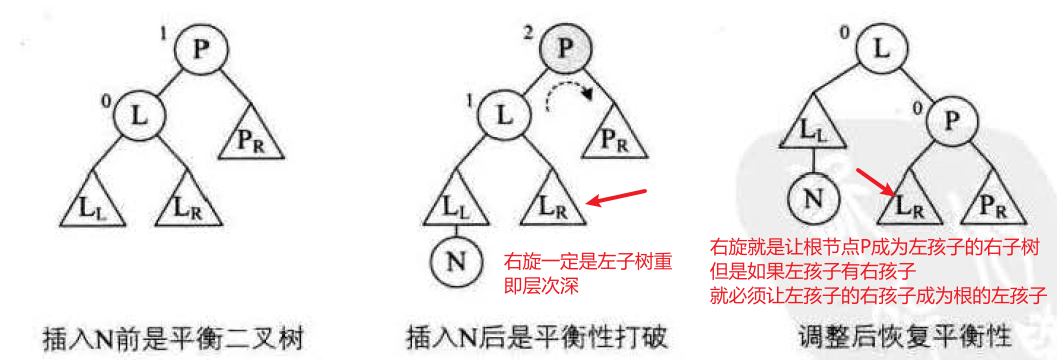 1
P
0
L
P_R
L_L
L_R
插入N前是平衡二叉树
2
P
1
L
P_R
L_L
L_R
N
右旋一定是左子树重
即层次深
插入N后是平衡性打破
0
L
0
P
L_L
N
L_R
P_R
右旋就是让根节点P成为左孩子的右子树
但是如果左孩子有右孩子
就必须让左孩子的右孩子成为根的左孩子
调整后恢复平衡性